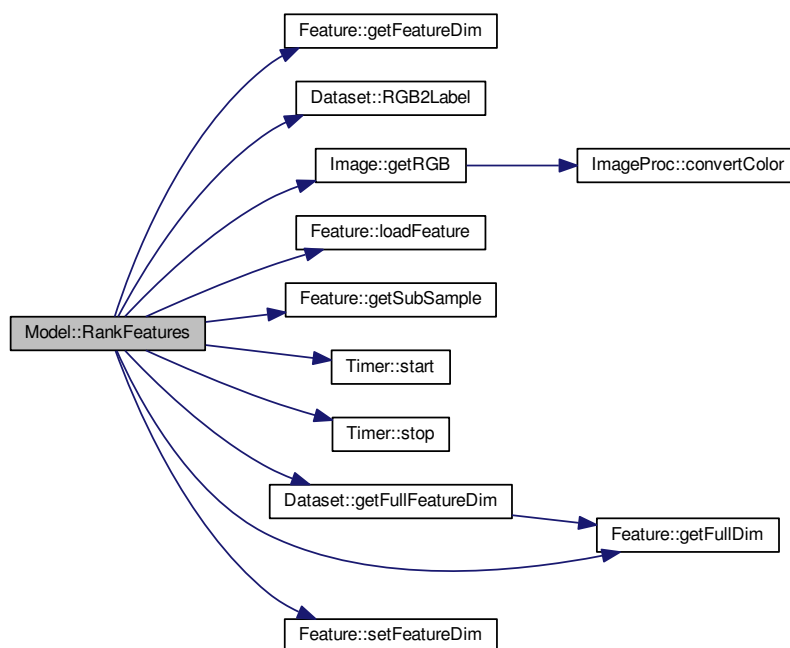 Feature::getFeatureDim
Dataset::RGB2Label
Image::getRGB
ImageProc::convertColor
Feature::loadFeature
Feature::getSubSample
Model::RankFeatures
Timer::start
Timer::stop
Dataset::getFullFeatureDim
Feature::getFullDim
Feature::setFeatureDim